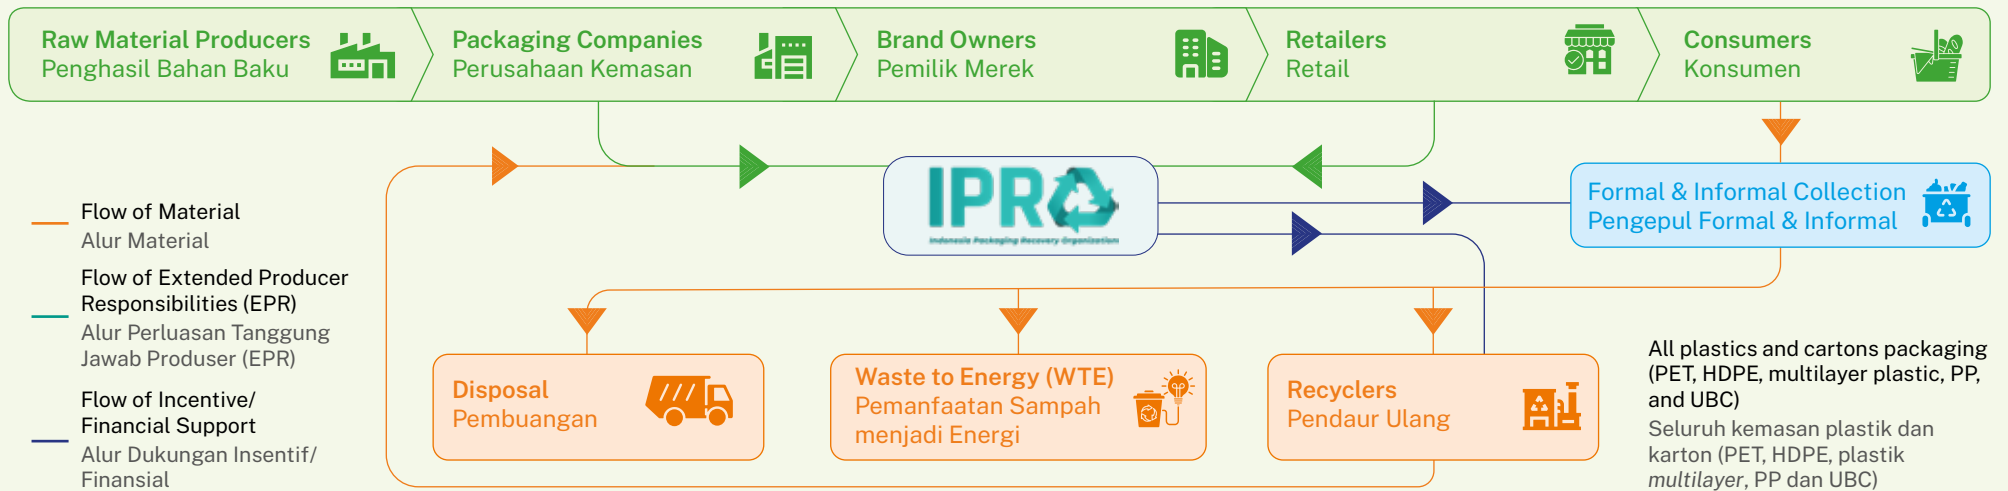 Raw Material Producers
Penghasil Bahan Baku
Packaging Companies
Perusahaan Kemasan
Brand Owners
Pemilik Merek
Retailers
Retail
Consumers
Konsumen
IPRO
Indonesia Packaging Recovery Organization
Formal & Informal Collection
Pengepul Formal & Informal
Flow of Material
Alur Material
Flow of Extended Producer
Responsibilities (EPR)
Alur Perluasan Tanggung
Jawab Produser (EPR)
Flow of Incentive/
Financial Support
Alur Dukungan Insentif/
Finansial
Disposal
Pembuangan
Waste to Energy (WTE)
Pemanfaatan Sampah
menjadi Energi
Recyclers
Pendaur Ulang
All plastics and cartons packaging
(PET, HDPE, multilayer plastic, PP,
and UBC)
Seluruh kemasan plastik dan
karton (PET, HDPE, plastik
multilayer, PP dan UBC)